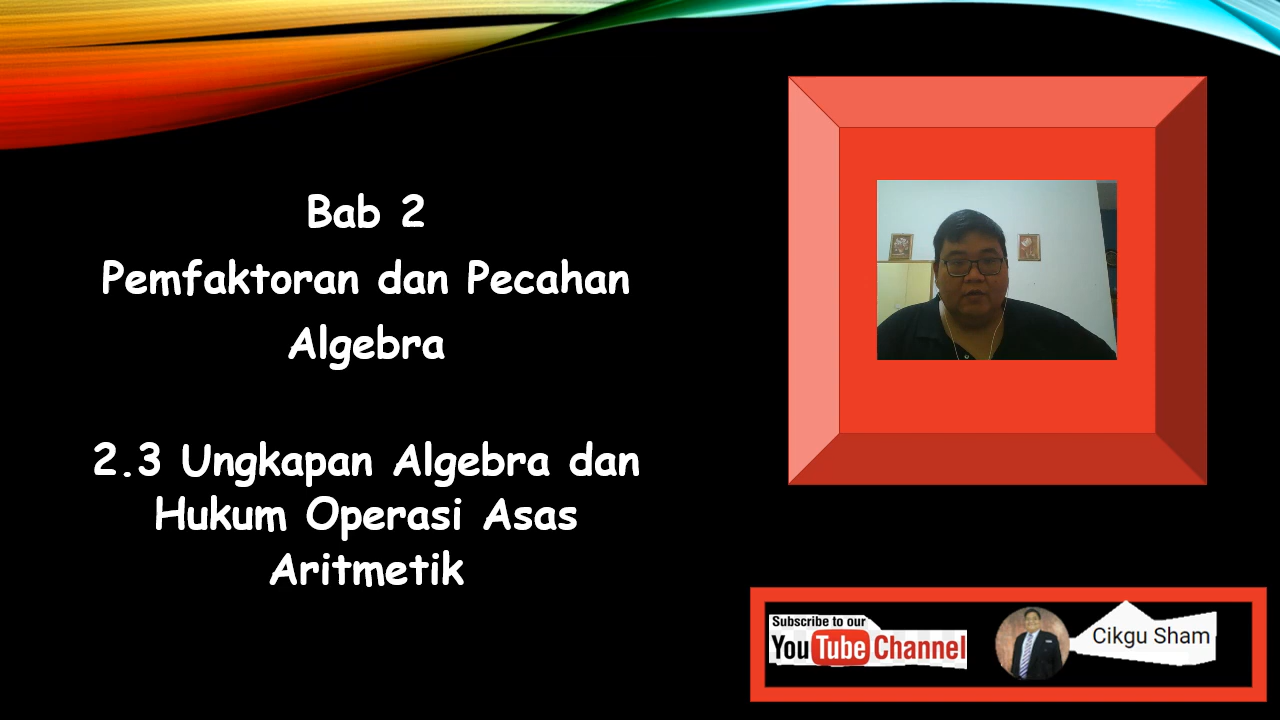 Bab 2
Pemfaktoran dan Pecahan
Algebra
2.3 Ungkapan Algebra dan
Hukum Operasi Asas
Aritmetik
Subscribe to our
YouTube Channel
Cikgu Sham